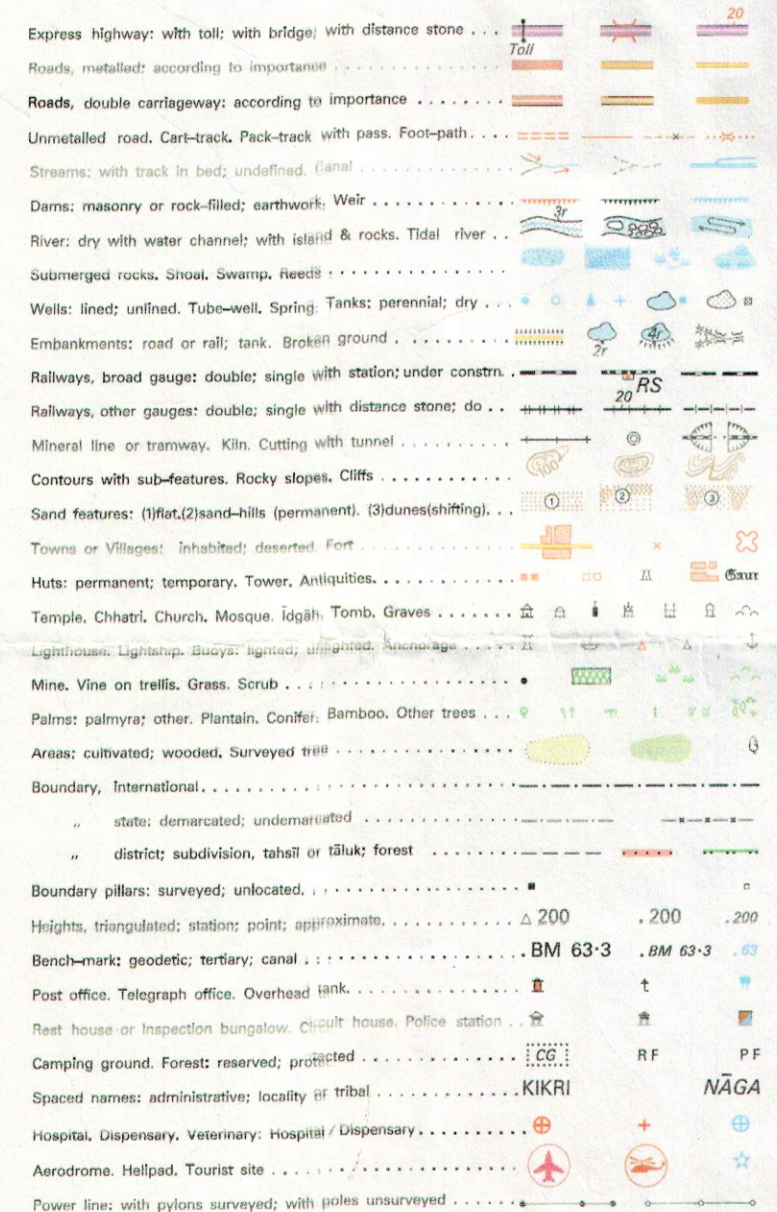 20
Express highway: with toll; with bridge; with distance stone . . .
Toll
Roads, metalled: according to importance . . . . . . . . . . . . . . . . . .
Roads, double carriageway: according to importance . . . . . . . .
Unmetalled road. Cart-track. Pack-track with pass. Foot-path. . . .
Streams: with track in bed; undefined. Canal . . . . . . . . . . . . . .
Dams: masonry or rock-filled; earthwork. Weir . . . . . . . . . . . . .
3r
River: dry with water channel; with island & rocks. Tidal river . .
Submerged rocks. Shoal. Swamp. Reeds . . . . . . . . . . . . . . . . . .
Wells: lined; unlined. Tube-well. Spring. Tanks: perennial; dry . . .
Embankments: road or rail; tank. Broken ground . . . . . . . . . . . 2r 4r
Railways, broad gauge: double; single with station; under constrn. . RS
20
Railways, other gauges: double; single with distance stone; do . .
Mineral line or tramway. Kiln. Cutting with tunnel . . . . . . . . . . .
Contours with sub-features. Rocky slopes. Cliffs . . . . . . . . . . . . 100
Sand features: (1)flat.(2)sand-hills (permanent). (3)dunes(shifting). . . 1 2 3
Towns or Villages: inhabited; deserted. Fort . . . . . . . . . . . . . . .
Huts: permanent; temporary. Tower. Antiquities. . . . . . . . . . . . . Gaur
Temple. Chhatri. Church. Mosque. Īdgāh. Tomb. Graves . . . . . . .
Lighthouse. Lightship. Buoys: lighted; unlighted. Anchorage . . . . .
Mine. Vine on trellis. Grass. Scrub . . . . . . . . . . . . . . . . . . . . .
Palms: palmyra; other. Plantain. Conifer. Bamboo. Other trees . . .
Areas: cultivated; wooded. Surveyed tree . . . . . . . . . . . . . . . . .
Boundary, international. . . . . . . . . . . . . . . . . . . . . . . . . . . .
„ state: demarcated; undemarcated . . . . . . . . . . . . . . .
„ district; subdivision, tahsīl or tāluk; forest . . . . . . . .
Boundary pillars: surveyed; unlocated. . . . . . . . . . . . . . . . . . .
Heights, triangulated: station; point; approximate. . . . . . . . . . . . 200 . 200 . 200
Bench-mark: geodetic; tertiary; canal . . . . . . . . . . . . . . . . . . . . BM 63·3 . BM 63·3 . 63
Post office. Telegraph office. Overhead tank. . . . . . . . . . . . . . . . t
Rest house or Inspection bungalow. Circuit house. Police station . .
Camping ground. Forest: reserved; protected . . . . . . . . . . . . . . CG RF PF
Spaced names: administrative; locality or tribal . . . . . . . . . . . . . KIKRI NĀGA
Hospital. Dispensary. Veterinary: Hospital / Dispensary. . . . . . . . .
Aerodrome. Helipad. Tourist site . . . . . . . . . . . . . . . . . . . . . .
Power line: with pylons surveyed; with poles unsurveyed . . . . . .